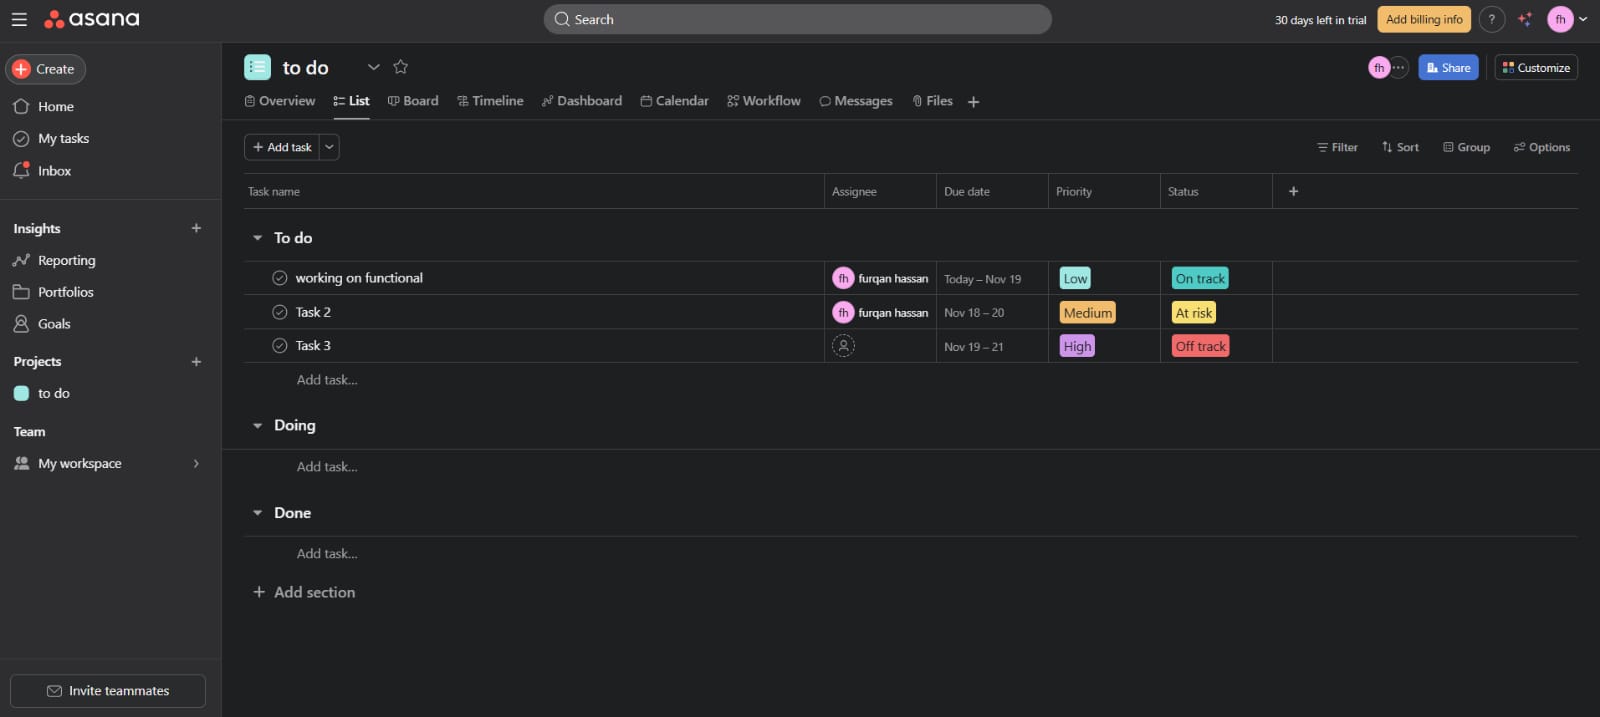 asana
Search
30 days left in trial
Add billing info
?
fh
Create
Home
My tasks
Inbox
Insights
Reporting
Portfolios
Goals
Projects
to do
Team
My workspace
Invite teammates
to do
fh
Share
Customize
Overview
List
Board
Timeline
Dashboard
Calendar
Workflow
Messages
Files
Add task
Filter
Sort
Group
Options
Task name Assignee Due date Priority Status
To do
working on functional fh furqan hassan Today – Nov 19 Low On track
Task 2 fh furqan hassan Nov 18 – 20 Medium At risk
Task 3 Nov 19 – 21 High Off track
Add task...
Doing
Add task...
Done
Add task...
Add section